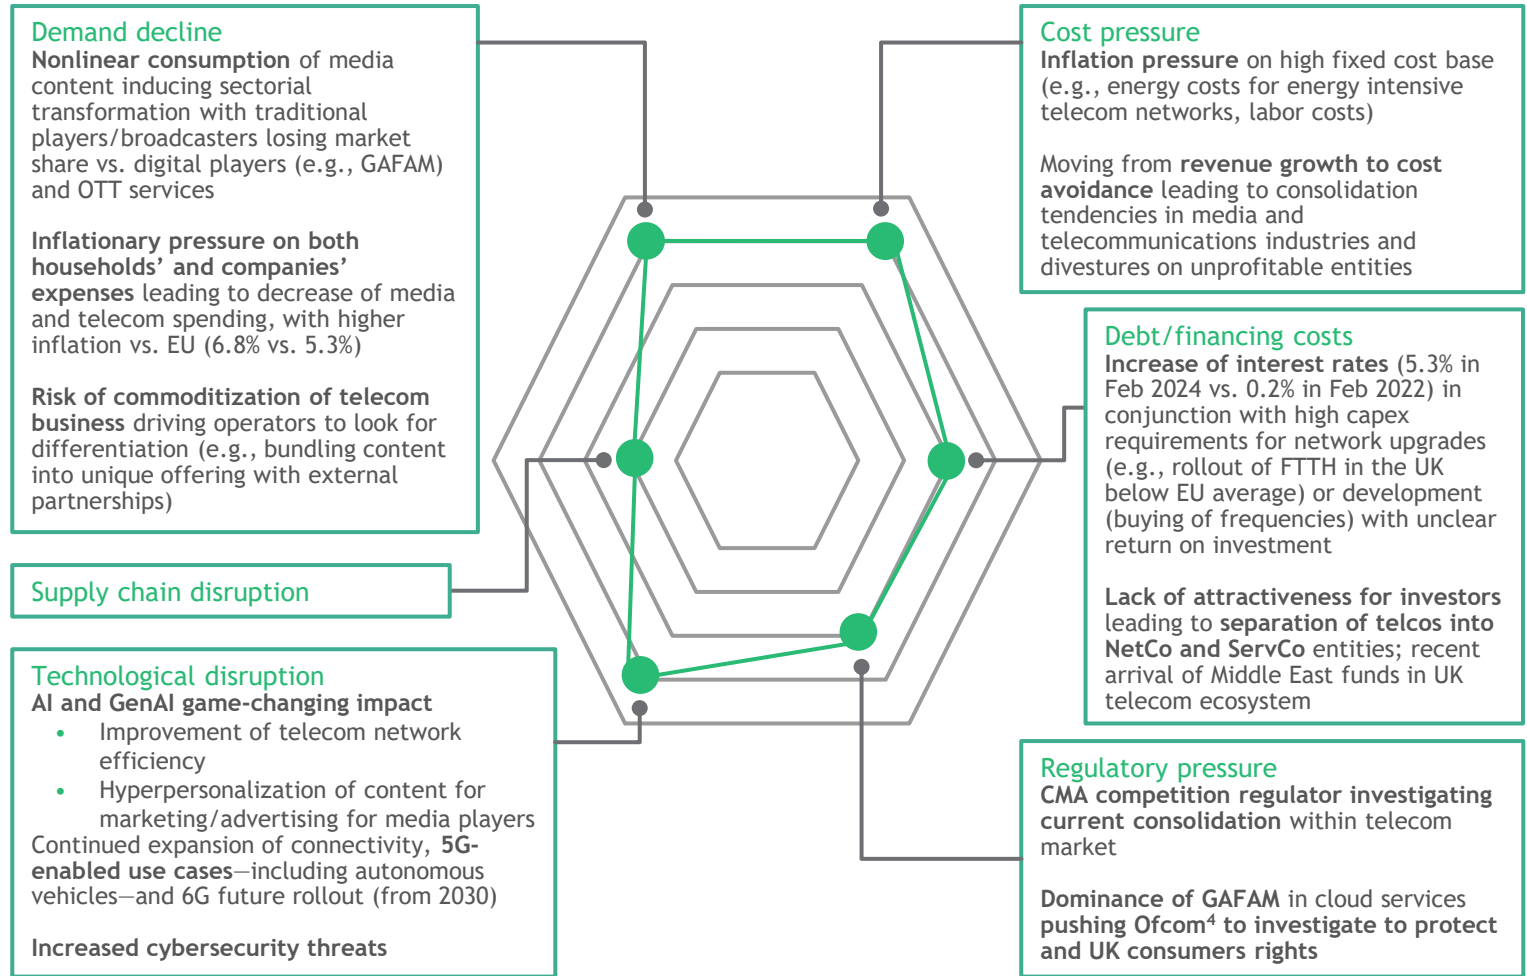 Demand decline
Nonlinear consumption of media
content inducing sectorial
transformation with traditional
players/broadcasters losing market
share vs. digital players (e.g., GAFAM)
and OTT services
Inflationary pressure on both
households’ and companies’
expenses leading to decrease of media
and telecom spending, with higher
inflation vs. EU (6.8% vs. 5.3%)
Risk of commoditization of telecom
business driving operators to look for
differentiation (e.g., bundling content
into unique offering with external
partnerships)
Supply chain disruption
Technological disruption
AI and GenAI game-changing impact
• Improvement of telecom network
efficiency
• Hyperpersonalization of content for
marketing/advertising for media players
Continued expansion of connectivity, 5G-
enabled use cases—including autonomous
vehicles—and 6G future rollout (from 2030)
Increased cybersecurity threats
Cost pressure
Inflation pressure on high fixed cost base
(e.g., energy costs for energy intensive
telecom networks, labor costs)
Moving from revenue growth to cost
avoidance leading to consolidation
tendencies in media and
telecommunications industries and
divestures on unprofitable entities
Debt/financing costs
Increase of interest rates (5.3% in
Feb 2024 vs. 0.2% in Feb 2022) in
conjunction with high capex
requirements for network upgrades
(e.g., rollout of FTTH in the UK
below EU average) or development
(buying of frequencies) with unclear
return on investment
Lack of attractiveness for investors
leading to separation of telcos into
NetCo and ServCo entities; recent
arrival of Middle East funds in UK
telecom ecosystem
Regulatory pressure
CMA competition regulator investigating
current consolidation within telecom
market
Dominance of GAFAM in cloud services
pushing Ofcom⁴ to investigate to protect
and UK consumers rights